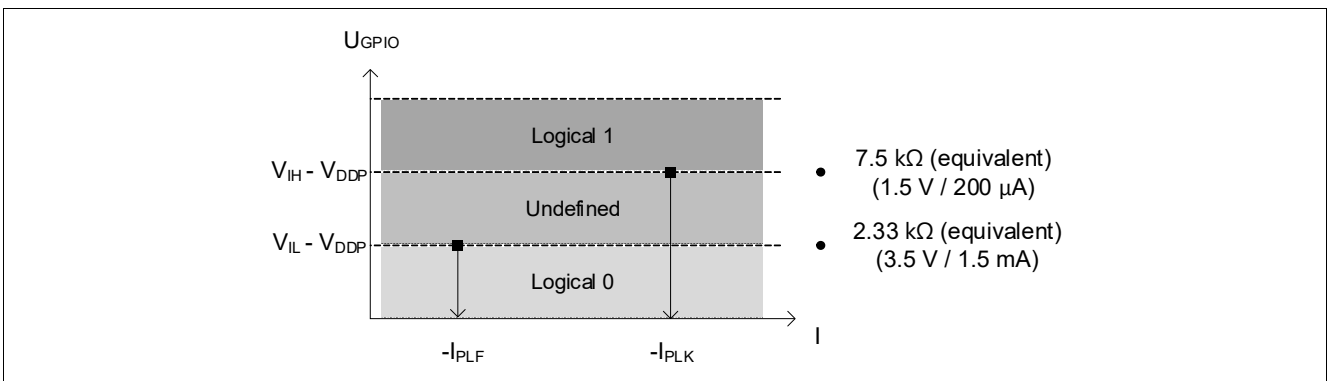 UGPIO
Logical 1
VIH - VDDP
7.5 kΩ (equivalent)
(1.5 V / 200 µA)
Undefined
VIL - VDDP
2.33 kΩ (equivalent)
(3.5 V / 1.5 mA)
Logical 0
I
-IPLF
-IPLK